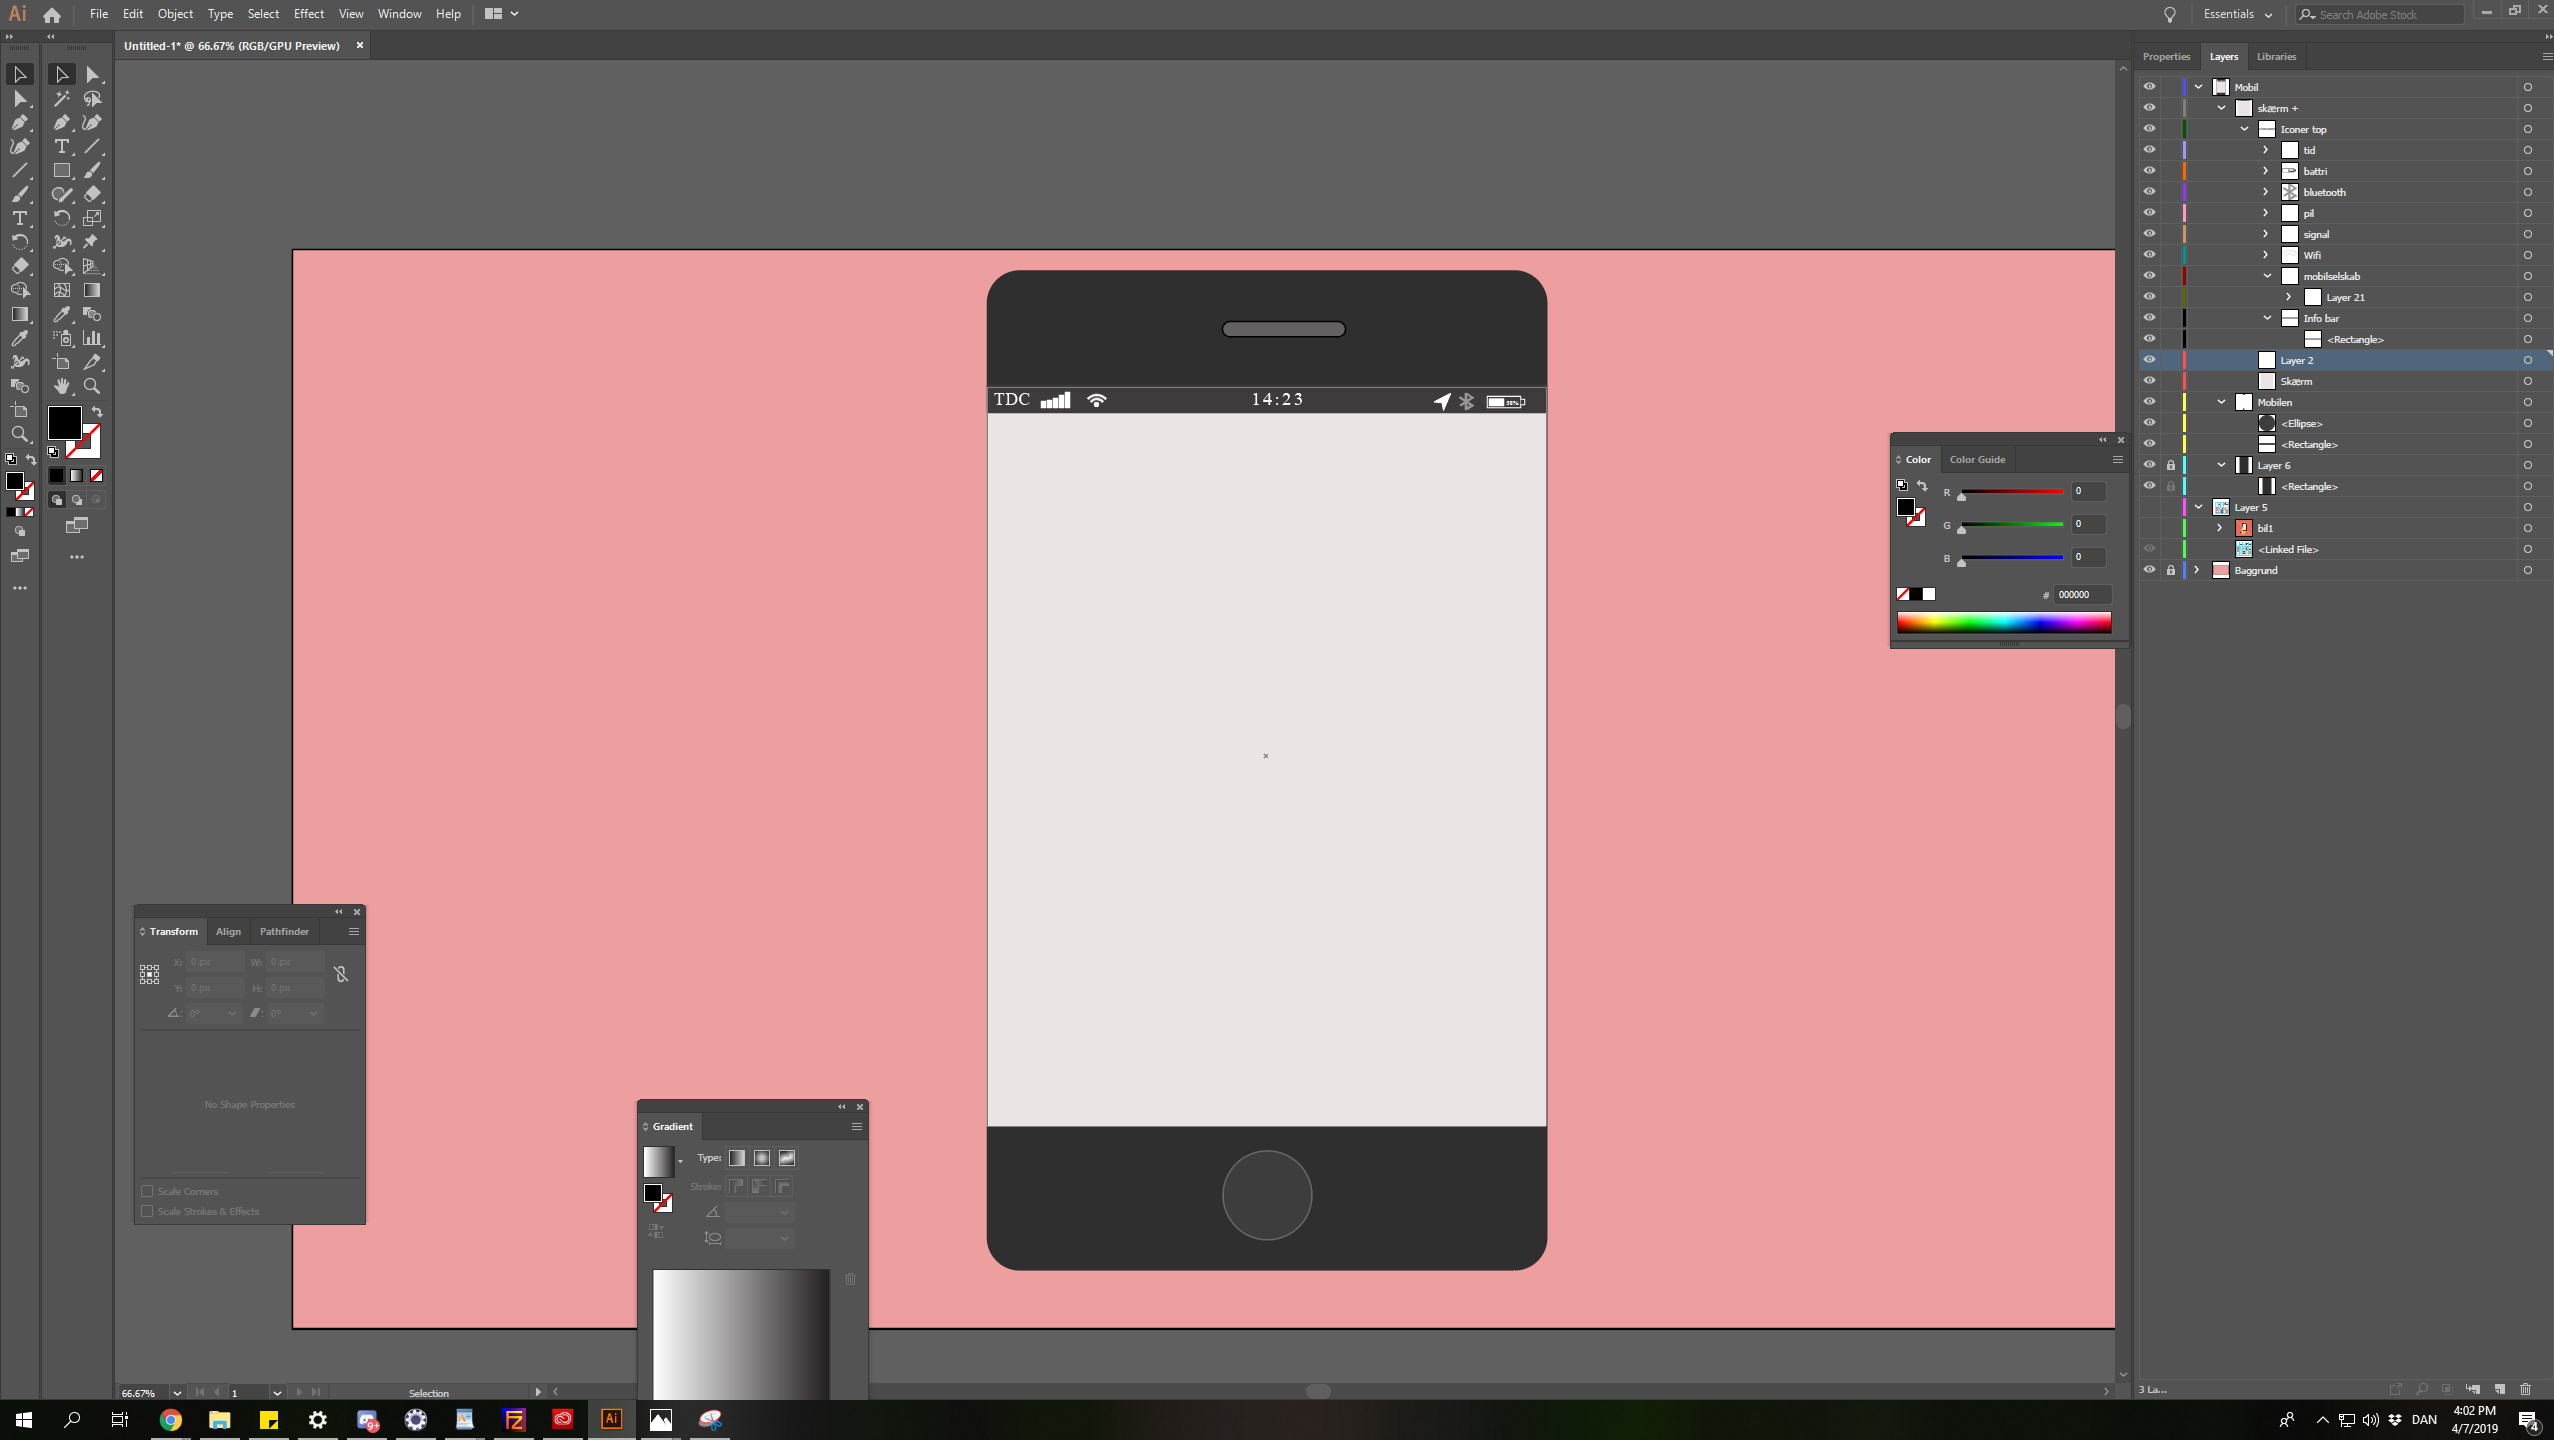 Ai File Edit Object Type Select Effect View Window Help Essentials Search Adobe Stock
Untitled-1* @ 66.67% (RGB/GPU Preview)
Properties Layers Libraries
Mobil
skærm +
Iconer top
tid
battri
bluetooth
pil
signal
Wifi
mobilselskab
Layer 21
Info bar
<Rectangle>
Layer 2
Skærm
Mobilen
<Ellipse>
<Rectangle>
Layer 6
<Rectangle>
Layer 5
bil1
<Linked File>
Baggrund
TDC 14:23
Color Color Guide
R 0
G 0
B 0
# 000000
Transform Align Pathfinder
X: 0 px W: 0 px
Y: 0 px H: 0 px
0° 0°
No Shape Properties
Scale Corners
Scale Strokes & Effects
Gradient
Type:
Stroke:
66.67% 1 Selection
3 La...
9+ Ai DAN 4:02 PM
4/7/2019
4